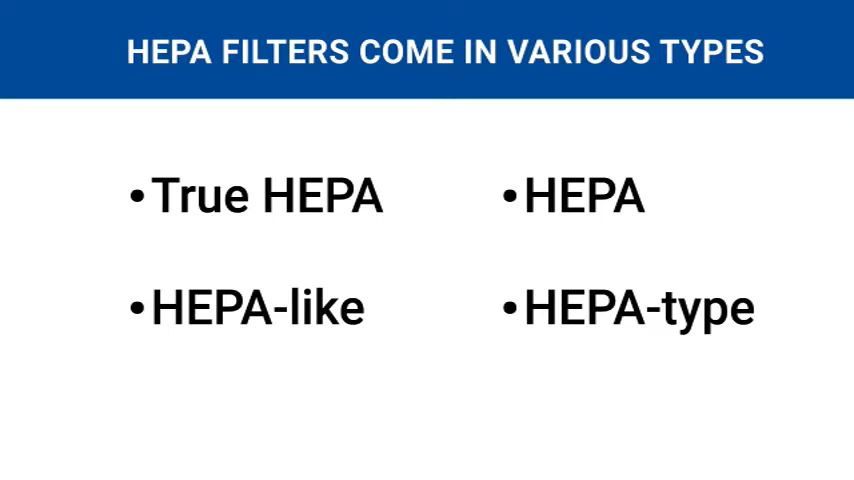 HEPA FILTERS COME IN VARIOUS TYPES
•True HEPA
•HEPA
•HEPA-like
•HEPA-type